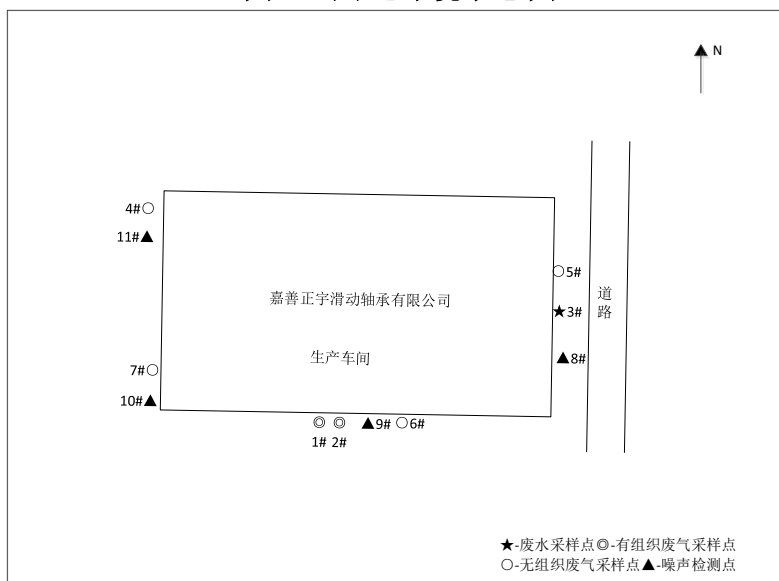 N
4#○
11#▲
○5#
嘉善正宇滑动轴承有限公司
道路
★3#
生产车间
▲8#
7#○
10#▲
◎ ◎ ▲9# ○6#
1# 2#
★-废水采样点◎-有组织废气采样点
○-无组织废气采样点▲-噪声检测点